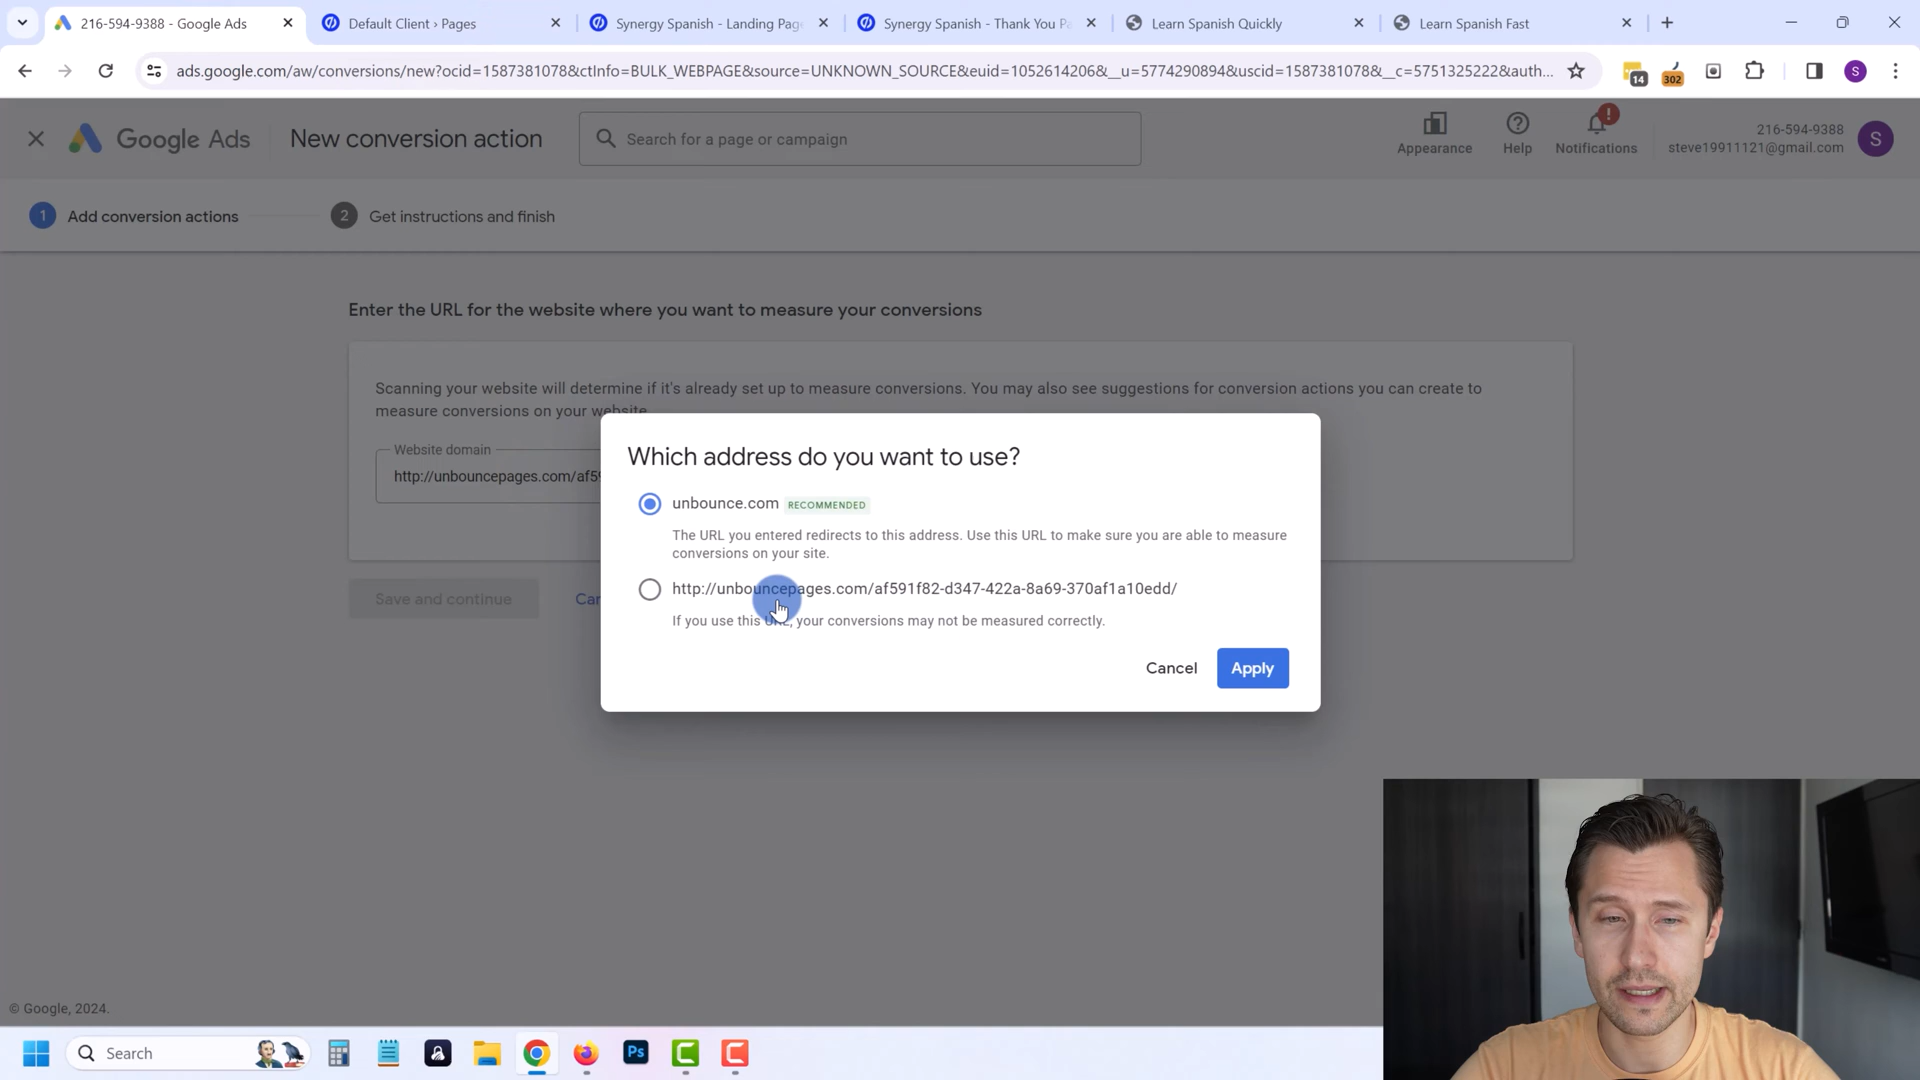 216-594-9388 - Google Ads
Default Client › Pages
Synergy Spanish - Landing Page
Synergy Spanish - Thank You Pa
Learn Spanish Quickly
Learn Spanish Fast
ads.google.com/aw/conversions/new?ocid=1587381078&ctInfo=BULK_WEBPAGE&source=UNKNOWN_SOURCE&euid=1052614206&__u=5774290894&uscid=1587381078&__c=5751325222&auth...
14
302
S
Google Ads
New conversion action
Search for a page or campaign
Appearance
Help
!
Notifications
216-594-9388
steve19911121@gmail.com
S
1 Add conversion actions
2 Get instructions and finish
Enter the URL for the website where you want to measure your conversions
Scanning your website will determine if it's already set up to measure conversions. You may also see suggestions for conversion actions you can create to
measure conversions on your website.
Website domain
http://unbouncepages.com/af59
Save and continue
Can
Which address do you want to use?
unbounce.com RECOMMENDED
The URL you entered redirects to this address. Use this URL to make sure you are able to measure
conversions on your site.
http://unbouncepages.com/af591f82-d347-422a-8a69-370af1a10edd/
If you use this URL, your conversions may not be measured correctly.
Cancel
Apply
© Google, 2024.
Search
Ps